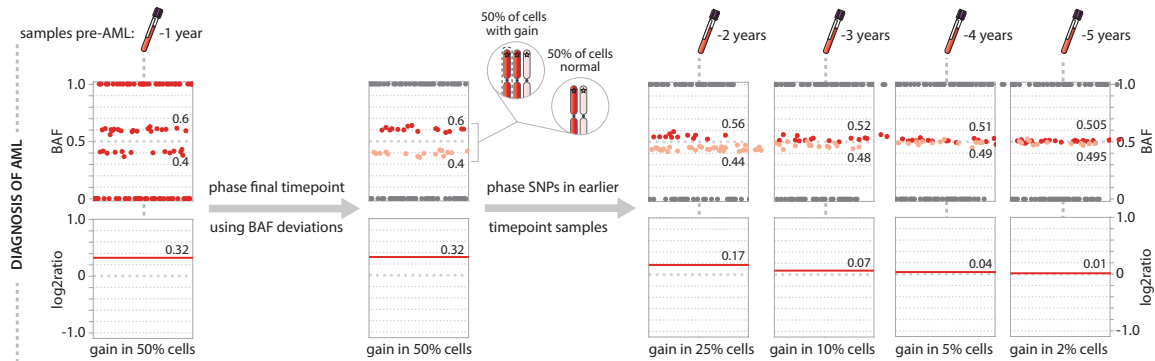 DIAGNOSIS OF AML
samples pre-AML:
-1 year
BAF
1.0
0.5
0
0.6
0.4
log2ratio
1.0
0
-1.0
0.32
gain in 50% cells
phase final timepoint
using BAF deviations
50% of cells
with gain
50% of cells
normal
0.6
0.4
0.32
gain in 50% cells
phase SNPs in earlier
timepoint samples
-2 years
0.56
0.44
0.17
gain in 25% cells
-3 years
0.52
0.48
0.07
gain in 10% cells
-4 years
0.51
0.49
0.04
gain in 5% cells
-5 years
0.505
0.495
0.01
gain in 2% cells
1.0
0.5
0
BAF
1.0
0
-1.0
log2ratio